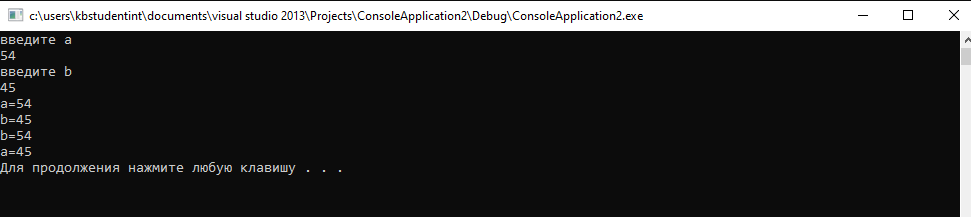 c:\users\kbstudentint\documents\visual studio 2013\Projects\ConsoleApplication2\Debug\ConsoleApplication2.exe
введите a
54
введите b
45
a=54
b=45
b=54
a=45
Для продолжения нажмите любую клавишу . . .